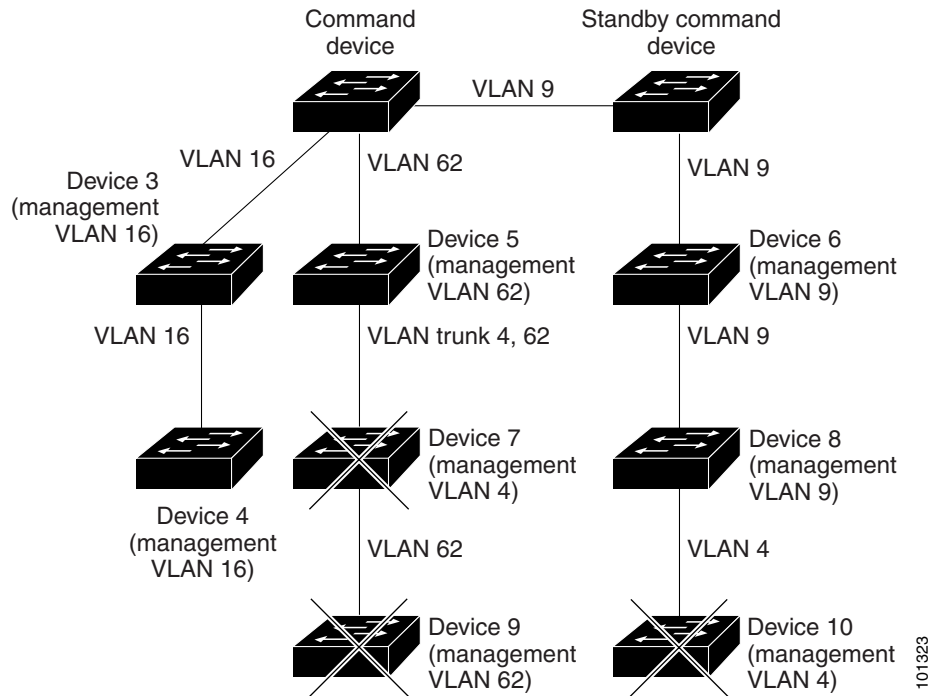 Command
device
Standby command
device
VLAN 9
VLAN 16
VLAN 62
VLAN 9
Device 3
(management
VLAN 16)
Device 5
(management
VLAN 62)
Device 6
(management
VLAN 9)
VLAN 16
VLAN trunk 4, 62
VLAN 9
Device 4
(management
VLAN 16)
Device 7
(management
VLAN 4)
Device 8
(management
VLAN 9)
VLAN 62
VLAN 4
Device 9
(management
VLAN 62)
Device 10
(management
VLAN 4)
101323